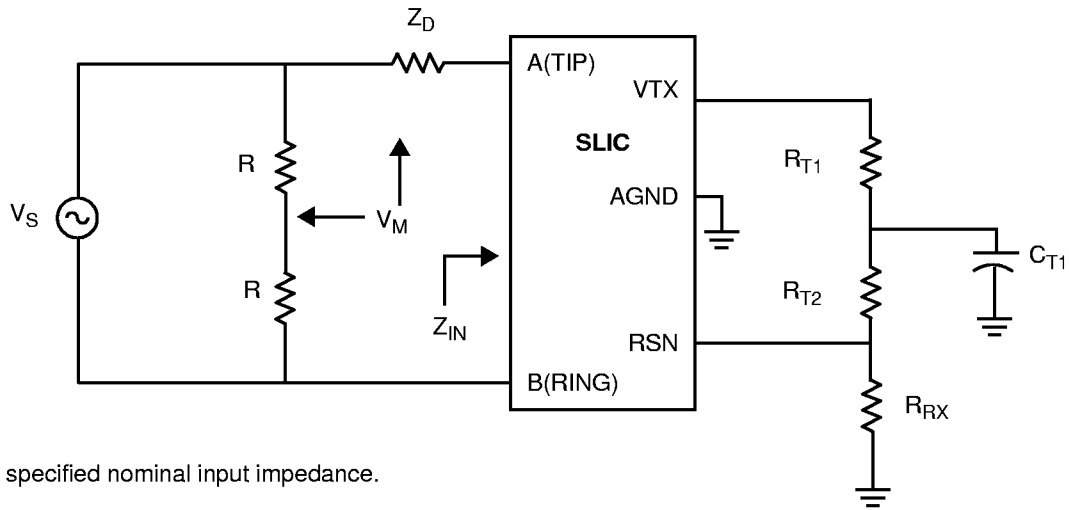 Z_D
A(TIP)
VTX
SLIC
R
R_T1
AGND
V_S
V_M
C_T1
R
R_T2
Z_IN
RSN
B(RING)
R_RX
specified nominal input impedance.